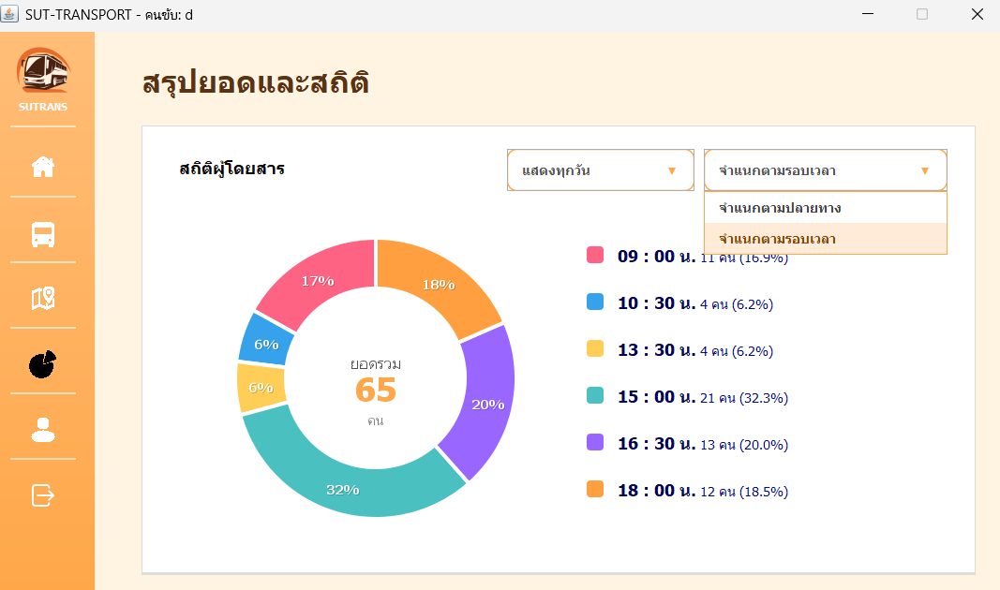 SUT-TRANSPORT - คนขับ: d
SUTRANS
สรุปยอดและสถิติ
สถิติผู้โดยสาร
แสดงทุกวัน ▼
จำแนกตามรอบเวลา ▼
จำแนกตามปลายทาง
จำแนกตามรอบเวลา
17%
18%
6%
6%
20%
32%
ยอดรวม
65
คน
09 : 00 น. 11 คน (16.9%)
10 : 30 น. 4 คน (6.2%)
13 : 30 น. 4 คน (6.2%)
15 : 00 น. 21 คน (32.3%)
16 : 30 น. 13 คน (20.0%)
18 : 00 น. 12 คน (18.5%)